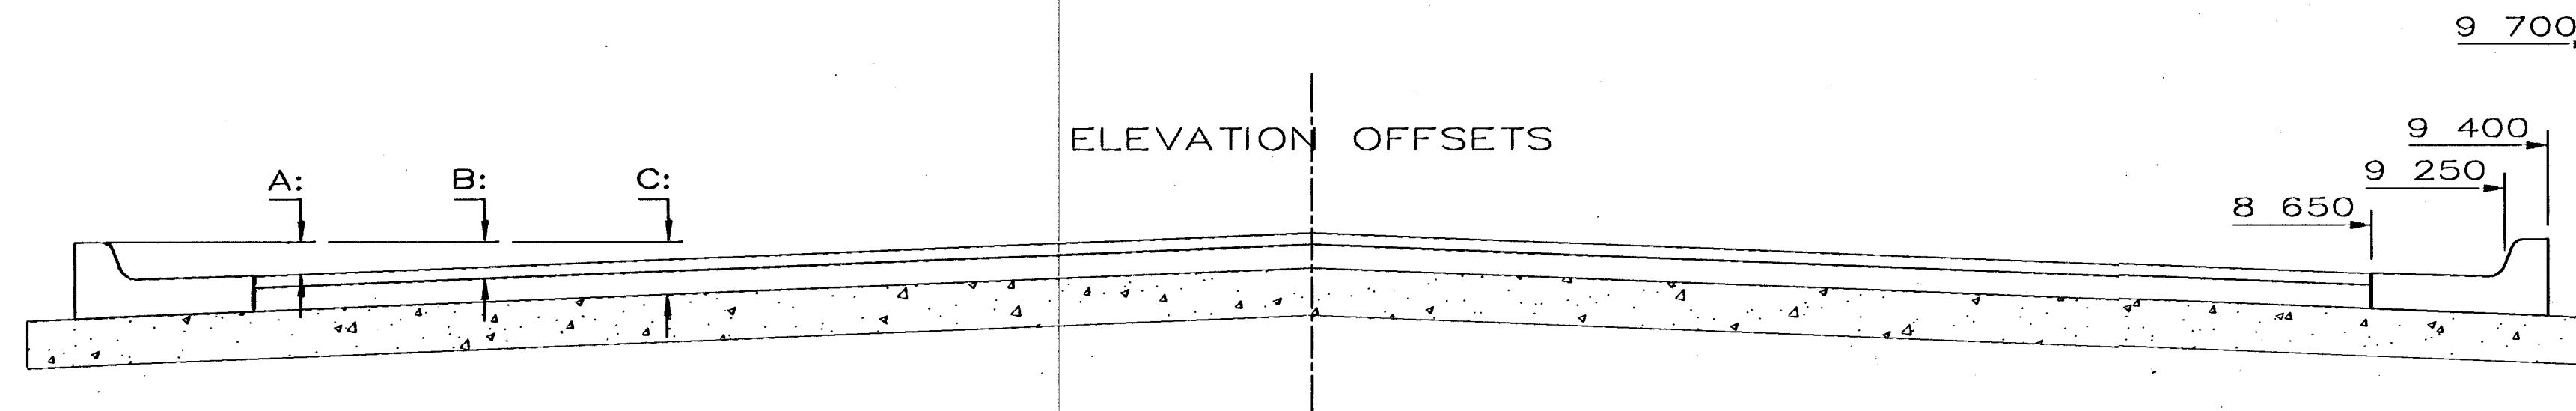 9 700
ELEVATION OFFSETS
9 400
9 250
A: B: C:
8 650